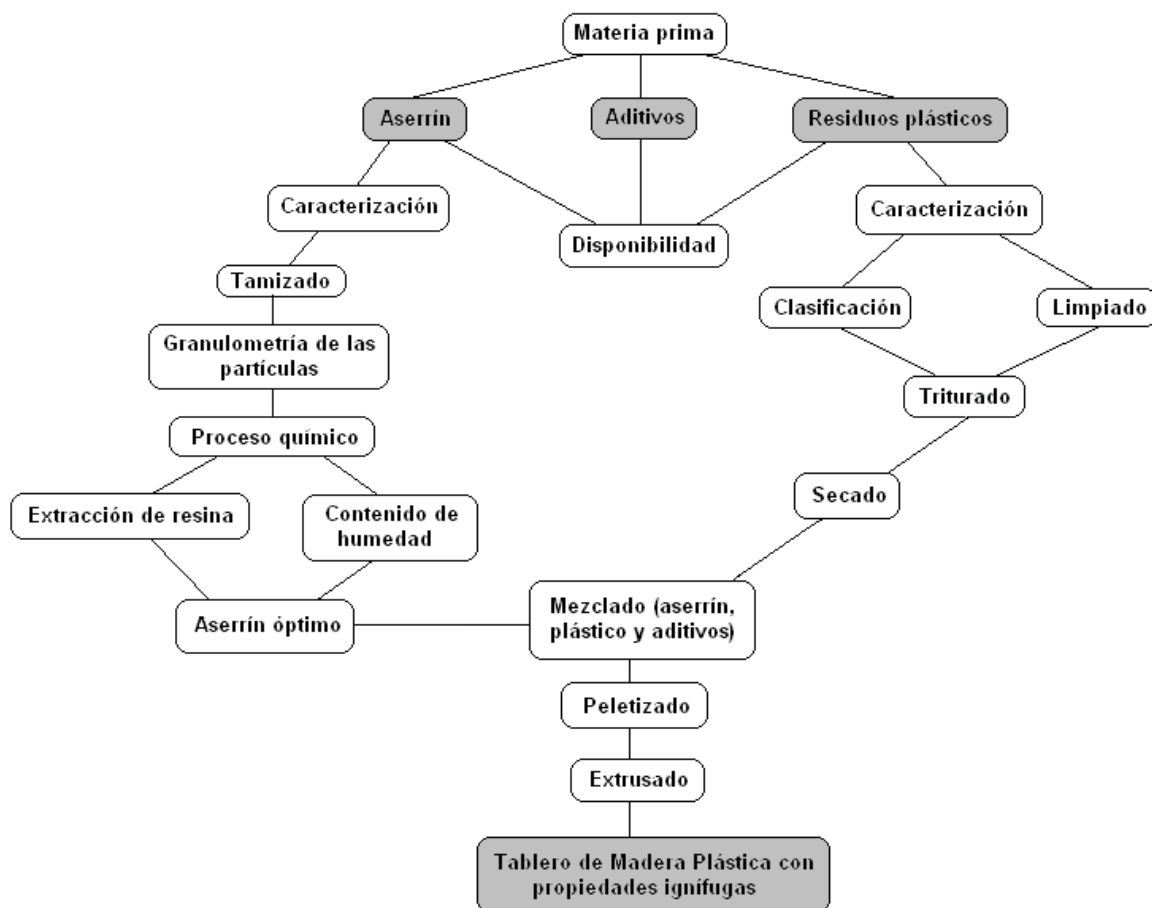 Materia prima
Aserrín
Aditivos
Residuos plásticos
Caracterización
Caracterización
Disponibilidad
Tamizado
Clasificación
Limpiado
Granulometría de las
partículas
Triturado
Proceso químico
Secado
Extracción de resina
Contenido de
humedad
Aserrín óptimo
Mezclado (aserrín,
plástico y aditivos)
Peletizado
Extrusado
Tablero de Madera Plástica con
propiedades ignífugas